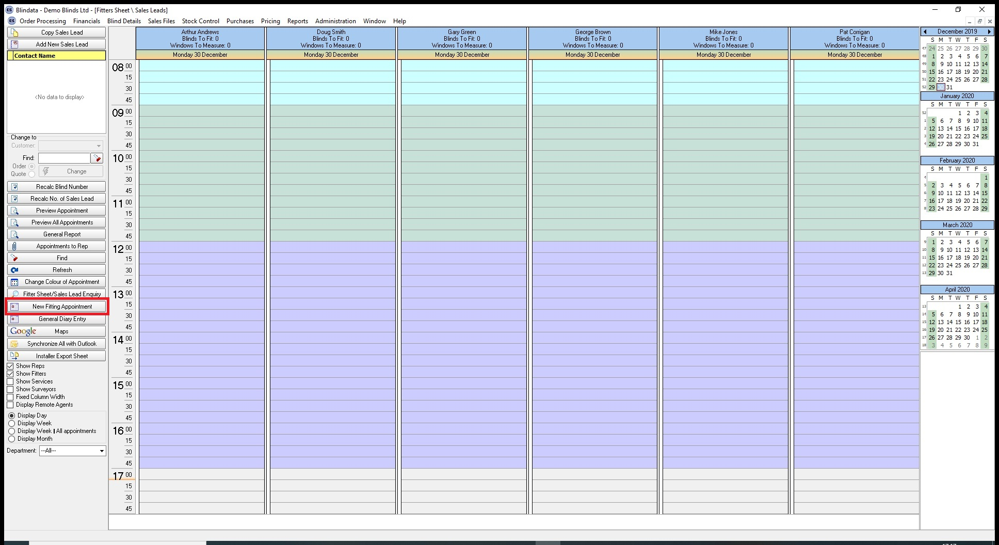 Blindata - Demo Blinds Ltd - [Fitters Sheet \ Sales Leads]
Order Processing Financials Blind Details Sales Files Stock Control Purchases Pricing Reports Administration Window Help
Copy Sales Lead
15 Add New Sales Lead
Contact Name
<No data to display>
Change to
Customer:
Find:
Order
Quote
Change
Recalc Blind Number
Recalc No. of Sales Lead
Preview Appointment
Preview All Appointments
General Report
Appointments to Rep
Find
Refresh
Change Colour of Appointment
Fitter Sheet/Sales Lead Enquiry
New Fitting Appointment
General Diary Entry
Google Maps
Synchronize All with Outlook
Installer Export Sheet
Show Reps
Show Fitters
Show Services
Show Surveyors
Fixed Column Width
Display Remote Agents
Display Day
Display Week
Display Week | All appointments
Display Month
Department: ---All---
Arthur Andrews Doug Smith Gary Green George Brown Mike Jones Pat Corrigan
Blinds To Fit: 0 Blinds To Fit: 0 Blinds To Fit: 0 Blinds To Fit: 0 Blinds To Fit: 0 Blinds To Fit: 0
Windows To Measure: 0 Windows To Measure: 0 Windows To Measure: 0 Windows To Measure: 0 Windows To Measure: 0 Windows To Measure: 0
Monday 30 December Monday 30 December Monday 30 December Monday 30 December Monday 30 December Monday 30 December
08 00
15
30
45
09 00
15
30
45
10 00
15
30
45
11 00
15
30
45
12 00
15
30
45
13 00
15
30
45
14 00
15
30
45
15 00
15
30
45
16 00
15
30
45
17 00
15
30
45
December 2019
S M T W T F S
47 24 25 26 27 28 29 30
48 1 2 3 4 5 6 7
49 8 9 10 11 12 13 14
50 15 16 17 18 19 20 21
51 22 23 24 25 26 27 28
52 29 30 31
January 2020
S M T W T F S
52 1 2 3 4
1 5 6 7 8 9 10 11
2 12 13 14 15 16 17 18
3 19 20 21 22 23 24 25
4 26 27 28 29 30 31
February 2020
S M T W T F S
4 1
5 2 3 4 5 6 7 8
6 9 10 11 12 13 14 15
7 16 17 18 19 20 21 22
8 23 24 25 26 27 28 29
March 2020
S M T W T F S
9 1 2 3 4 5 6 7
10 8 9 10 11 12 13 14
11 15 16 17 18 19 20 21
12 22 23 24 25 26 27 28
13 29 30 31
April 2020
S M T W T F S
13 1 2 3 4
14 5 6 7 8 9 10 11
15 12 13 14 15 16 17 18
16 19 20 21 22 23 24 25
17 26 27 28 29 30 1 2
18 3 4 5 6 7 8 9